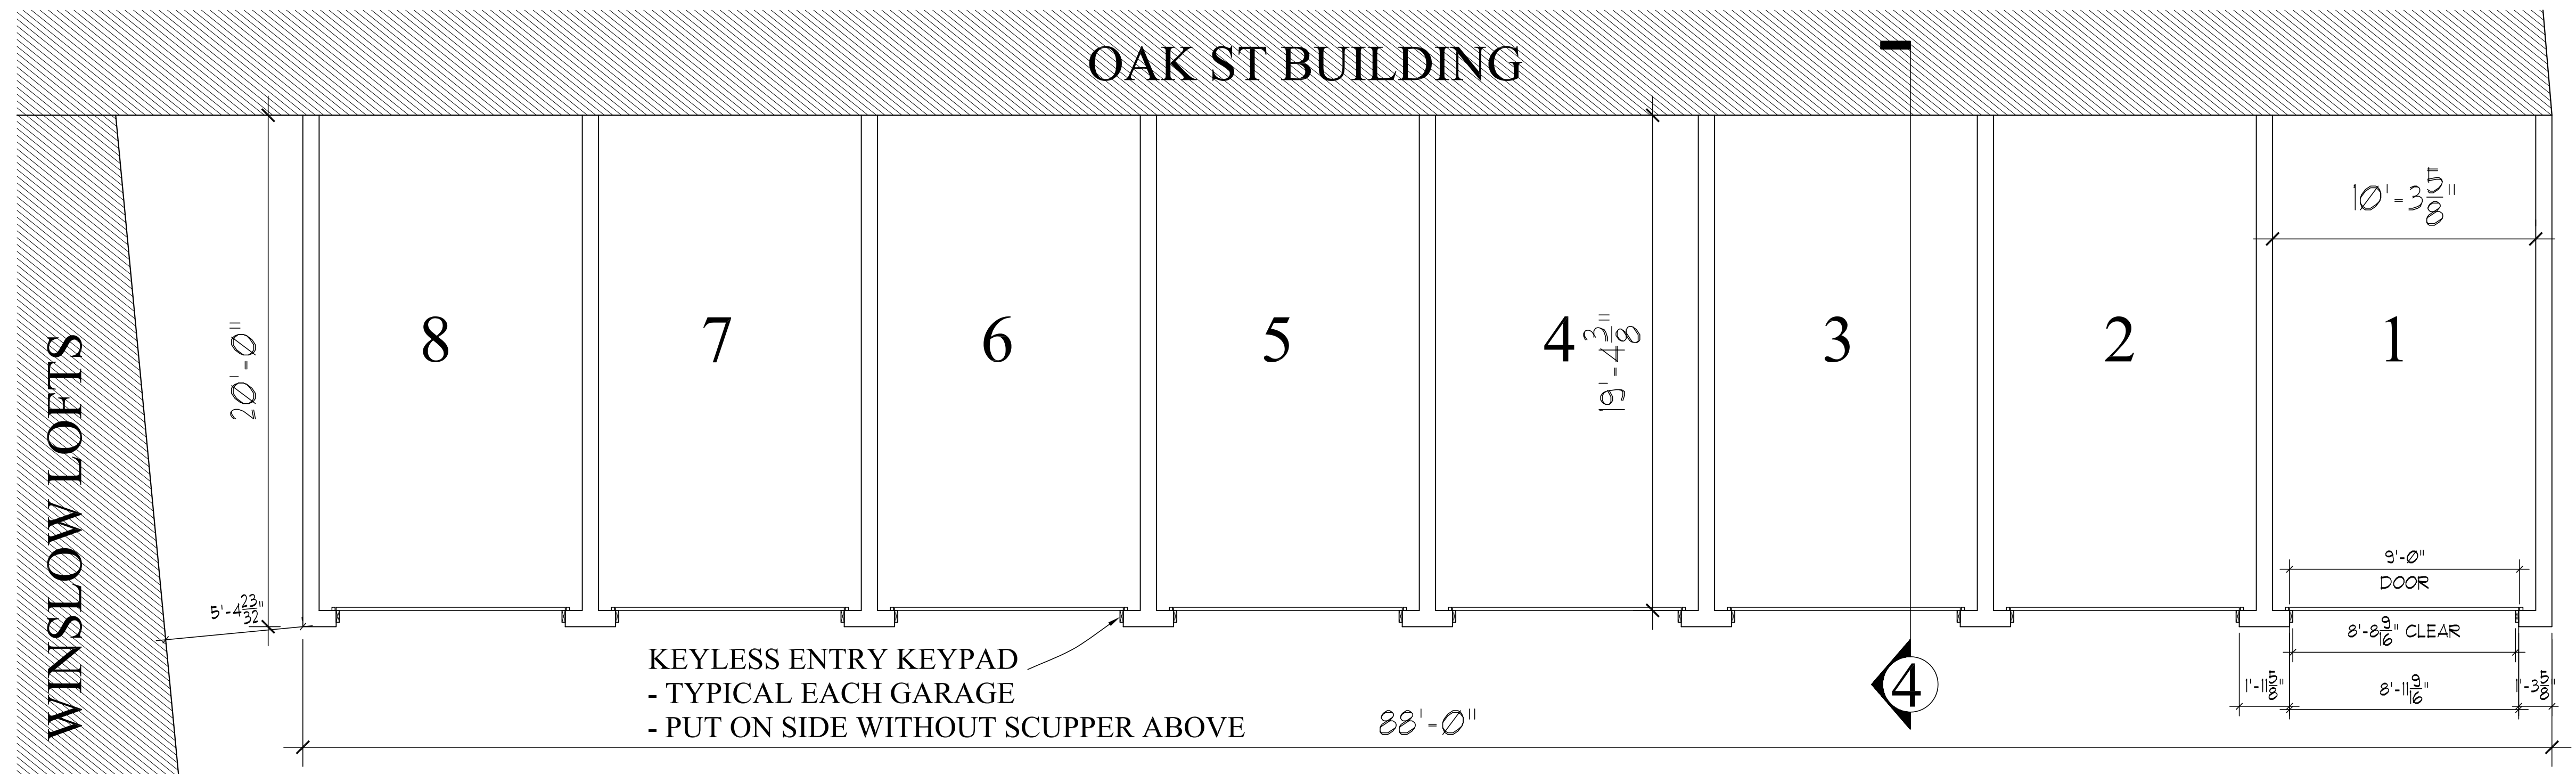 OAK ST BUILDING
WINSLOW LOFTS
20'-0"
8
7
6
5
4
3
2
1
19'-4 3/8"
10'-3 5/8"
9'-0"
DOOR
8'-8 9/16" CLEAR
5'-4 23/32"
1'-11 5/8"
8'-11 9/16"
1'-3 5/8"
KEYLESS ENTRY KEYPAD
- TYPICAL EACH GARAGE
- PUT ON SIDE WITHOUT SCUPPER ABOVE
4
88'-0"